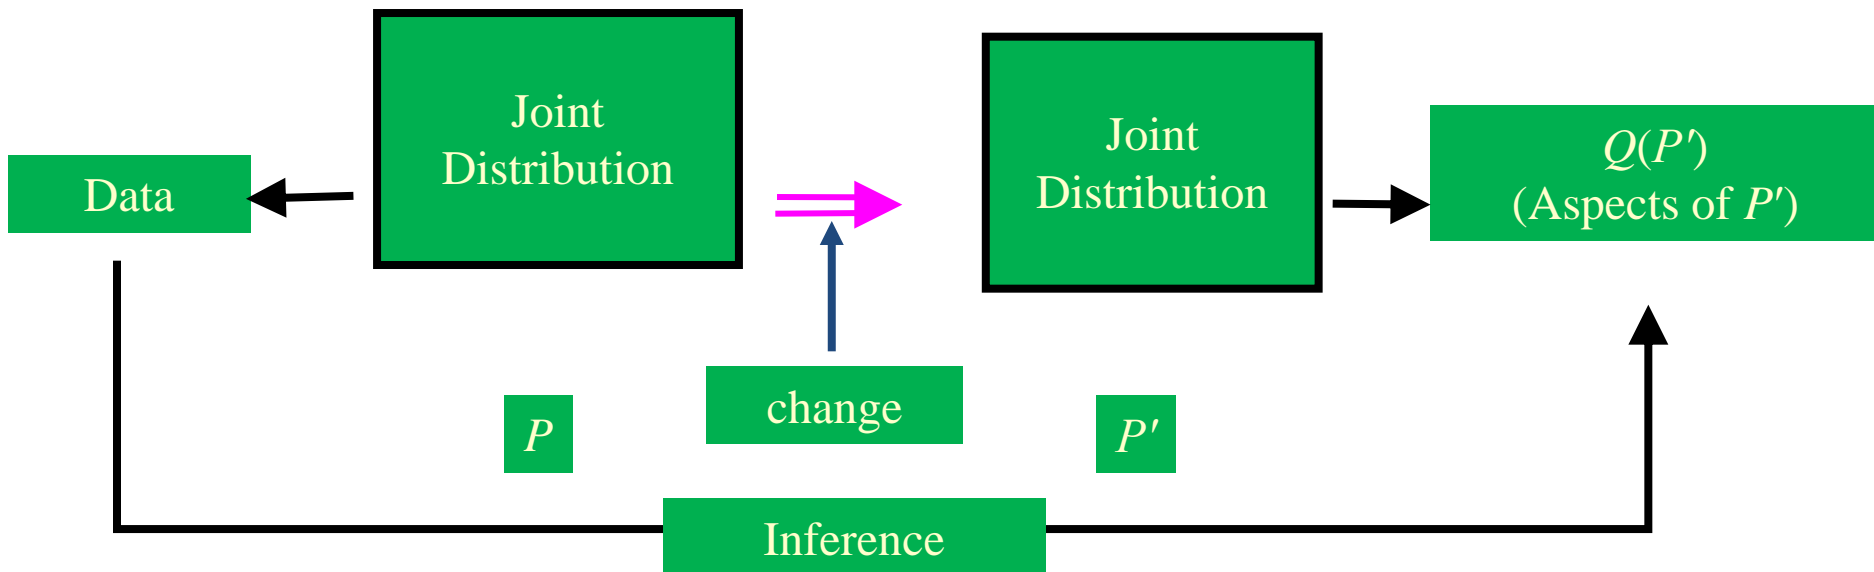 Joint
Distribution
Joint
Distribution
Data
Q(P')
(Aspects of P')
change
P
P'
Inference